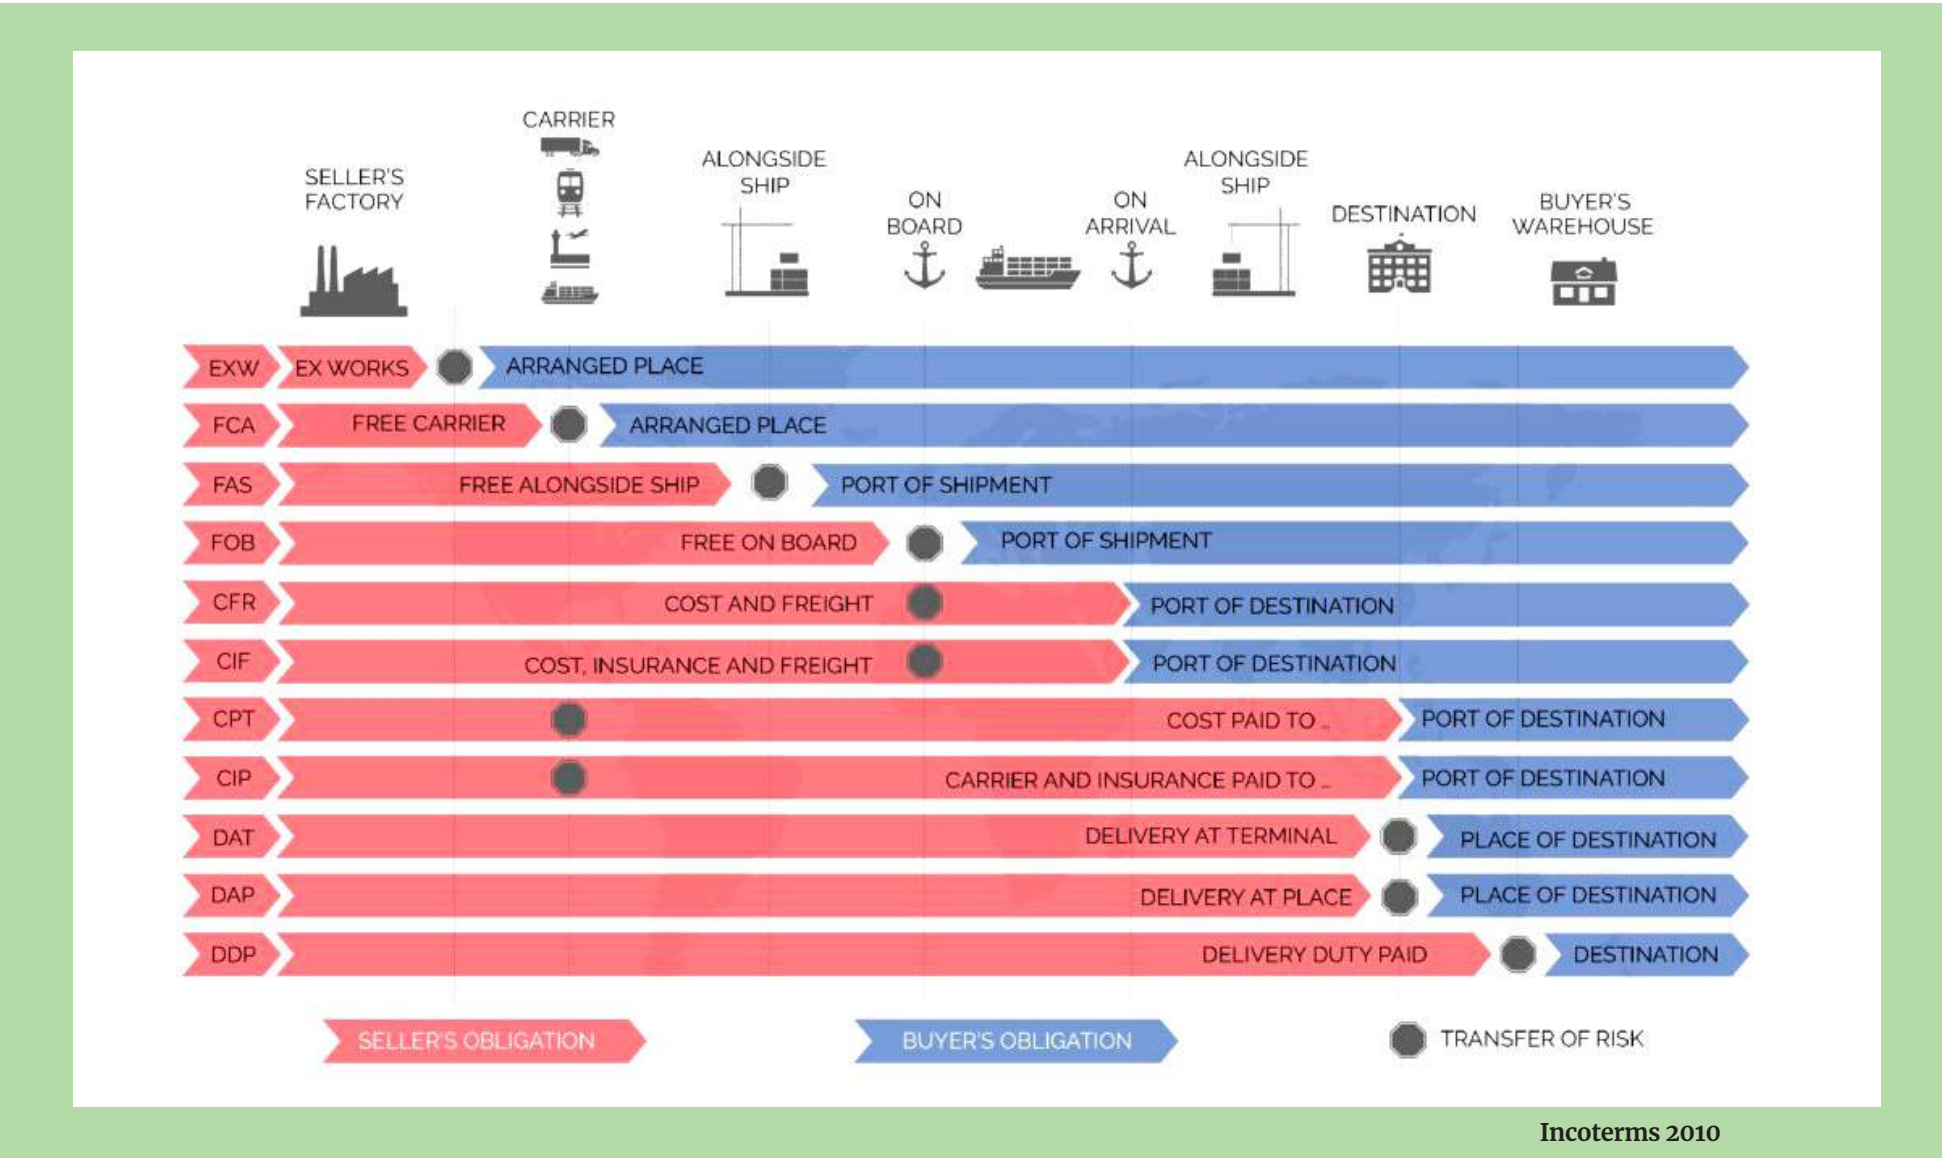 CARRIER
SELLER'S
FACTORY
ALONGSIDE
SHIP
ON
BOARD
ON
ARRIVAL
ALONGSIDE
SHIP
DESTINATION
BUYER'S
WAREHOUSE
EXW EX WORKS ARRANGED PLACE
FCA FREE CARRIER ARRANGED PLACE
FAS FREE ALONGSIDE SHIP PORT OF SHIPMENT
FOB FREE ON BOARD PORT OF SHIPMENT
CFR COST AND FREIGHT PORT OF DESTINATION
CIF COST, INSURANCE AND FREIGHT PORT OF DESTINATION
CPT COST PAID TO ... PORT OF DESTINATION
CIP CARRIER AND INSURANCE PAID TO ... PORT OF DESTINATION
DAT DELIVERY AT TERMINAL PLACE OF DESTINATION
DAP DELIVERY AT PLACE PLACE OF DESTINATION
DDP DELIVERY DUTY PAID DESTINATION
SELLER'S OBLIGATION BUYER'S OBLIGATION TRANSFER OF RISK
Incoterms 2010